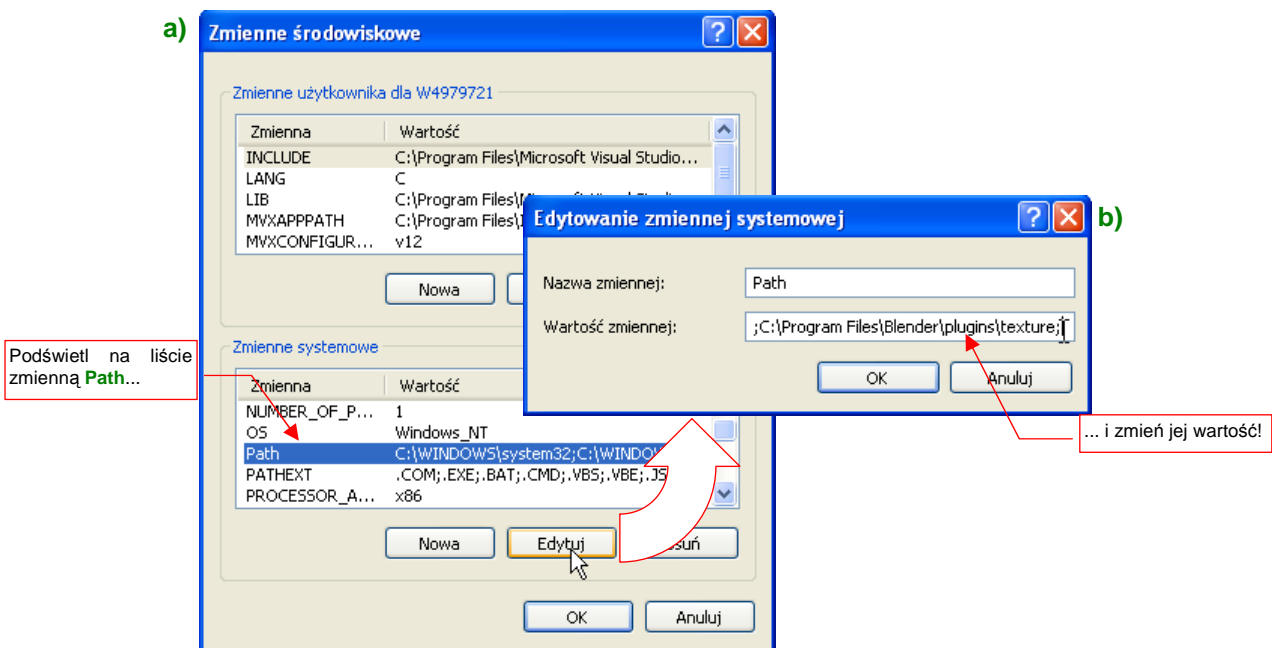 a)
Zmienne środowiskowe
Zmienne użytkownika dla W4979721
Zmienna Wartość
INCLUDE C:\Program Files\Microsoft Visual Studio...
LANG C
LIB C:\Program Files\
MVXAPPPATH C:\Program Files\
MVXCONFIGUR... v12
Nowa
Edytowanie zmiennej systemowej
b)
Nazwa zmiennej: Path
Wartość zmiennej: ;C:\Program Files\Blender\plugins\texture;
OK Anuluj
Podświetl na liście
zmienną Path...
... i zmień jej wartość!
Zmienne systemowe
Zmienna Wartość
NUMBER_OF_P... 1
OS Windows_NT
Path C:\WINDOWS\system32;C:\WINDO
PATHEXT .COM;.EXE;.BAT;.CMD;.VBS;.VBE;.JS
PROCESSOR_A... x86
Nowa Edytuj
OK Anuluj